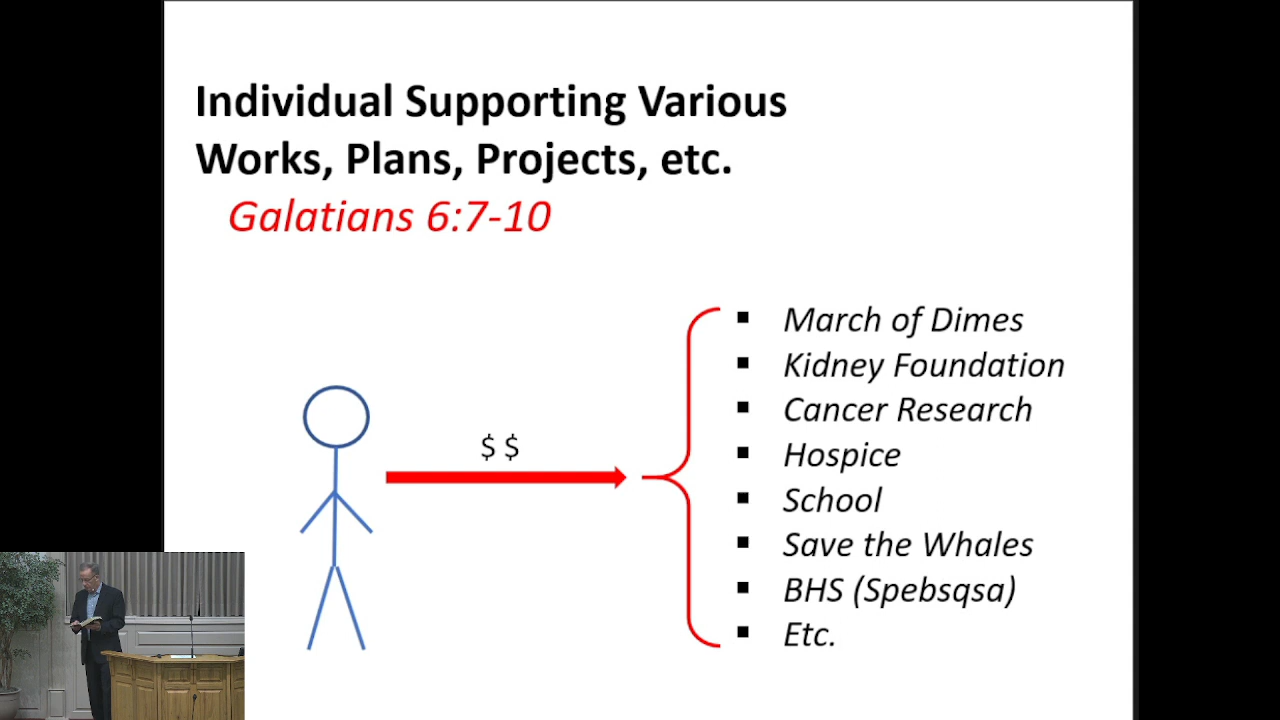 Individual Supporting Various
Works, Plans, Projects, etc.
Galatians 6:7-10
$ $
▪ March of Dimes
▪ Kidney Foundation
▪ Cancer Research
▪ Hospice
▪ School
▪ Save the Whales
▪ BHS (Spebsqsa)
▪ Etc.